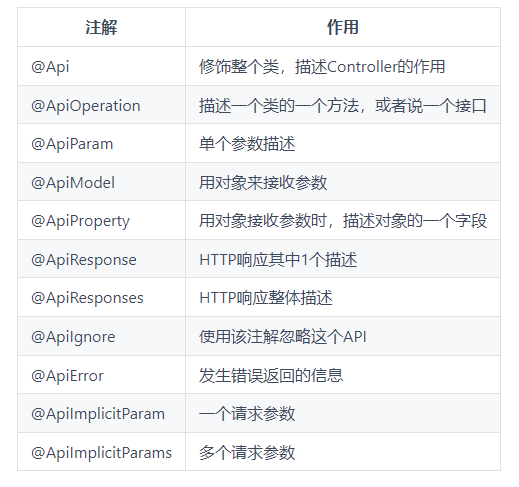 注解 作用
@Api 修饰整个类，描述Controller的作用
@ApiOperation 描述一个类的一个方法，或者说一个接口
@ApiParam 单个参数描述
@ApiModel 用对象来接收参数
@ApiProperty 用对象接收参数时，描述对象的一个字段
@ApiResponse HTTP响应其中1个描述
@ApiResponses HTTP响应整体描述
@ApiIgnore 使用该注解忽略这个API
@ApiError 发生错误返回的信息
@ApiImplicitParam 一个请求参数
@ApiImplicitParams 多个请求参数